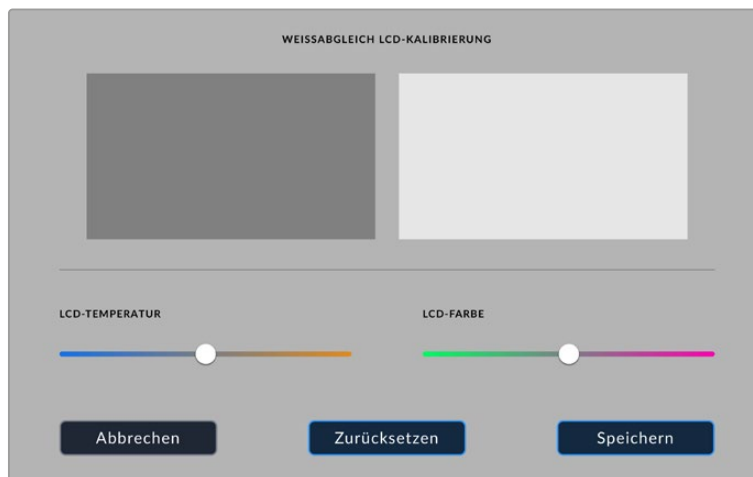 WEISSABGLEICH LCD-KALIBRIERUNG
LCD-TEMPERATUR
LCD-FARBE
Abbrechen
Zurücksetzen
Speichern